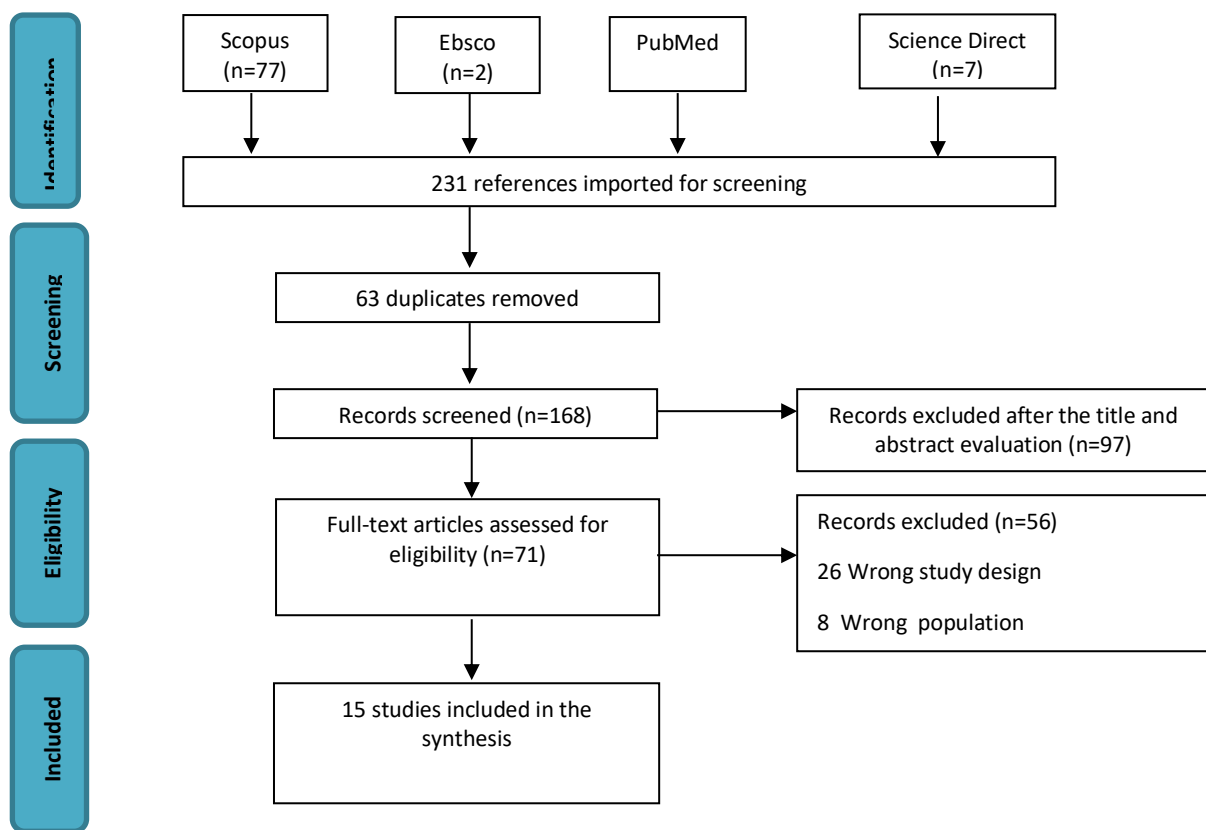 Scopus
(n=77)
Ebsco
(n=2)
PubMed
Science Direct
(n=7)
Identification
231 references imported for screening
Screening
63 duplicates removed
Records screened (n=168)
Records excluded after the title and
abstract evaluation (n=97)
Eligibility
Full-text articles assessed for
eligibility (n=71)
Records excluded (n=56)
26 Wrong study design
8 Wrong population
Included
15 studies included in the
synthesis